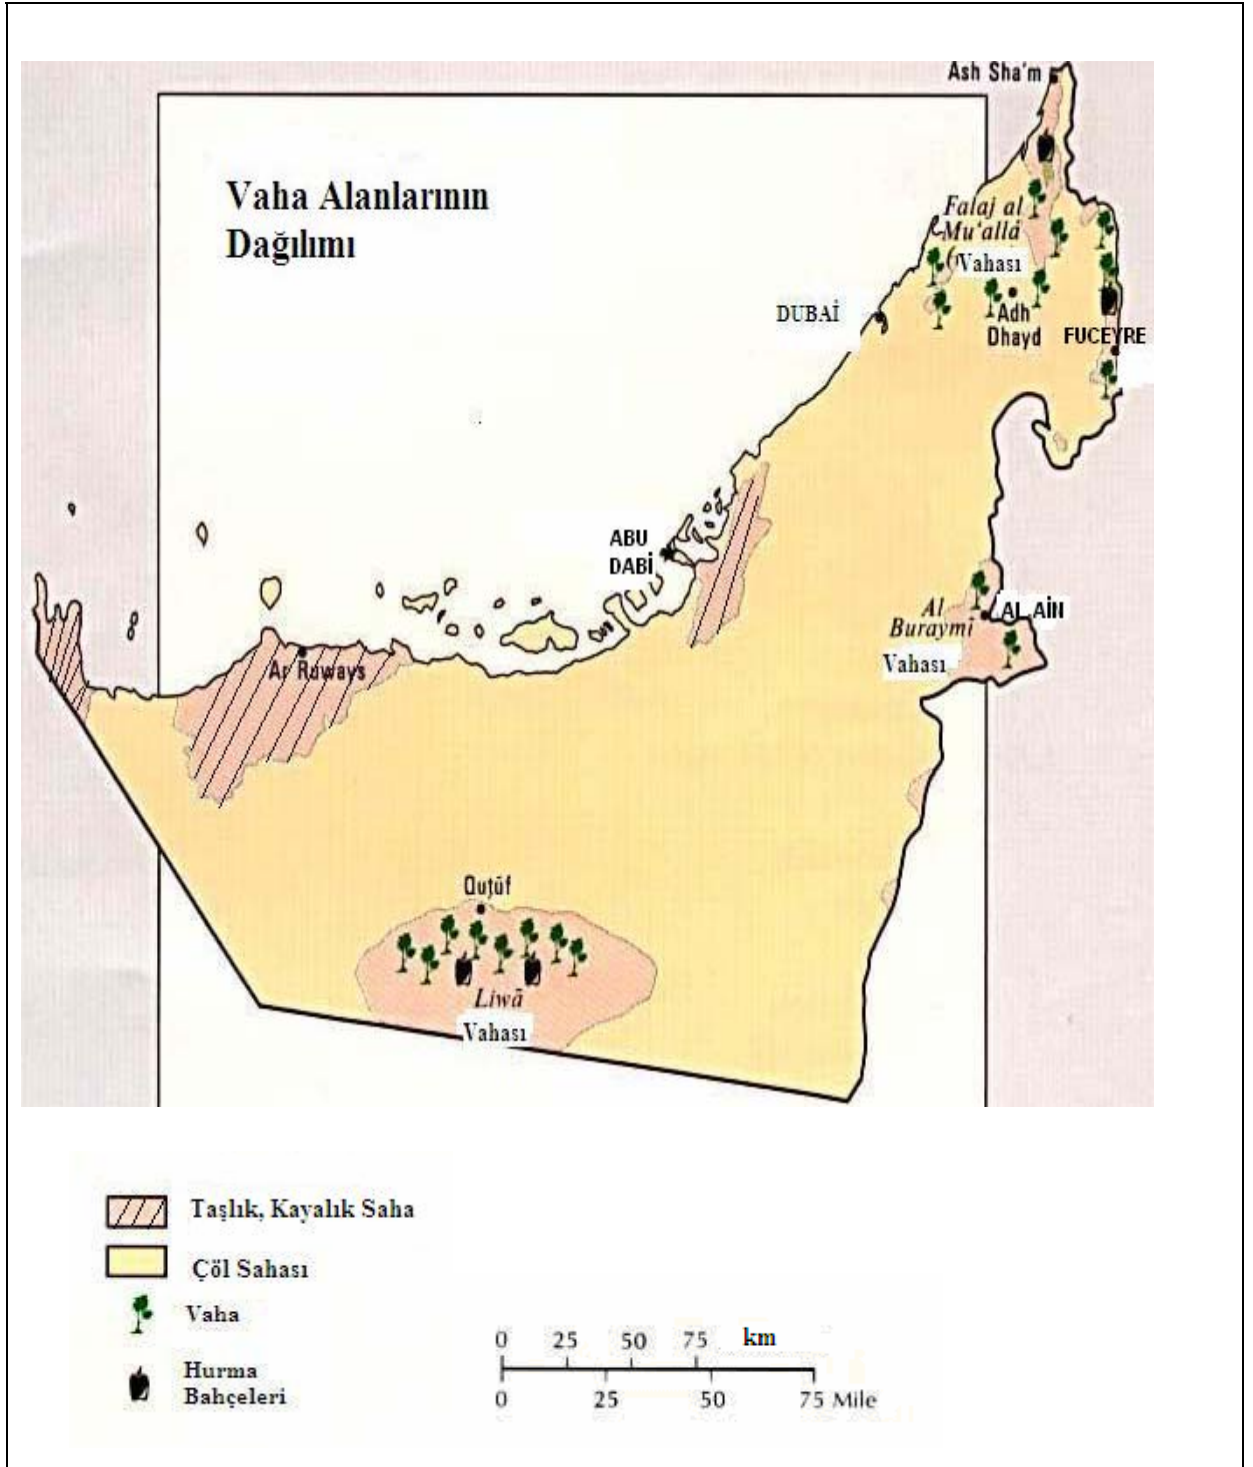 Ash Sha'm
Vaha Alanlarının
Dağılımı
Falaj al
Mu‘allá
Vahası
DUBAİ
Adh
Dhayd
FUCEYRE
ABU
DABİ
Al
Buraymī
Vahası
AL AİN
Ar Ruways
Quţūf
Liwā
Vahası
Taşlık, Kayalık Saha
Çöl Sahası
Vaha
Hurma
Bahçeleri
0 25 50 75 km
0 25 50 75 Mile